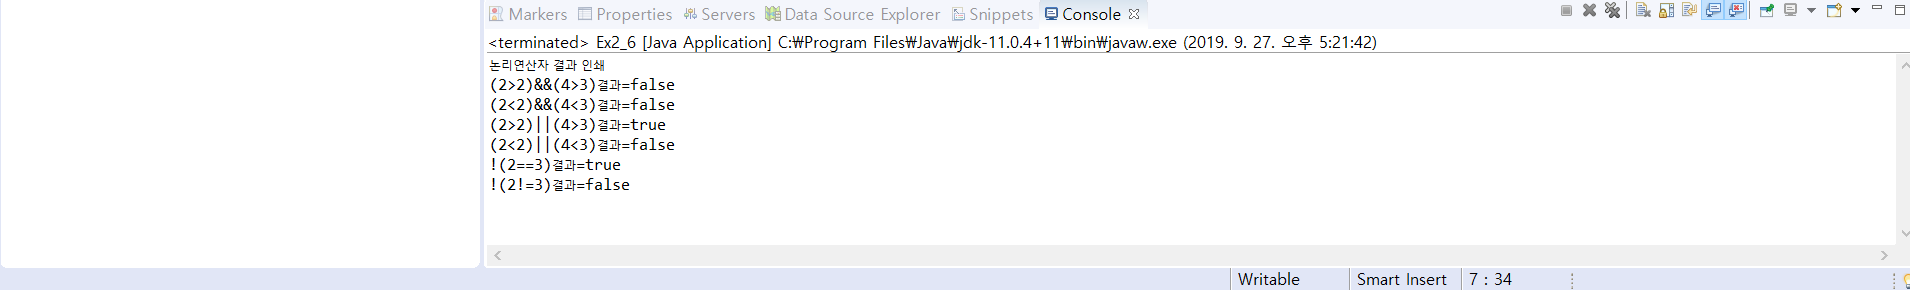 Markers Properties Servers Data Source Explorer Snippets Console
<terminated> Ex2_6 [Java Application] C:₩Program Files₩Java₩jdk-11.0.4+11₩bin₩javaw.exe (2019. 9. 27. 오후 5:21:42)
논리연산자 결과 인쇄
(2>2)&&(4>3)결과=false
(2<2)&&(4<3)결과=false
(2>2)||(4>3)결과=true
(2<2)||(4<3)결과=false
!(2==3)결과=true
!(2!=3)결과=false
Writable Smart Insert 7 : 34